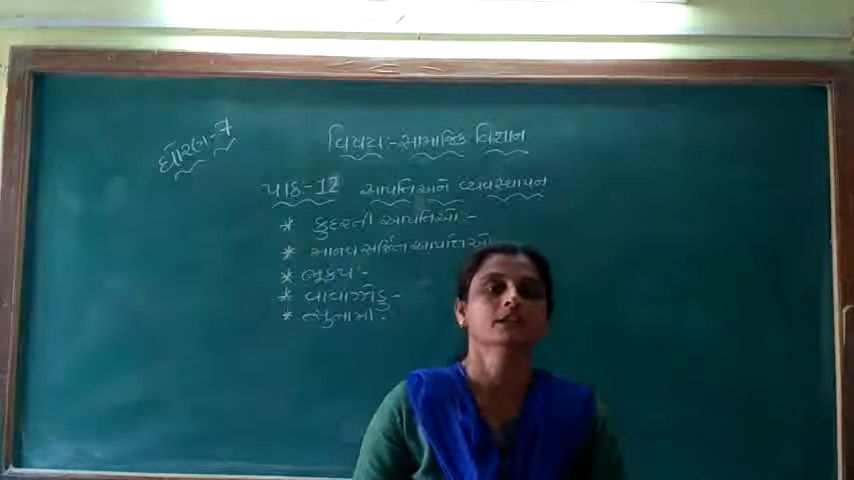 ધોરણ-7
વિષય:-સામાજિક વિજ્ઞાન
પાઠ:-12 આપત્તિ અને વ્યવસ્થાપન
* કુદરતી આપત્તિઓ:-
* માનવ સર્જિત આપત્તિઓ
* ભૂકંપ:-
* વાવાઝોડુ-
* ત્સુનામી:-